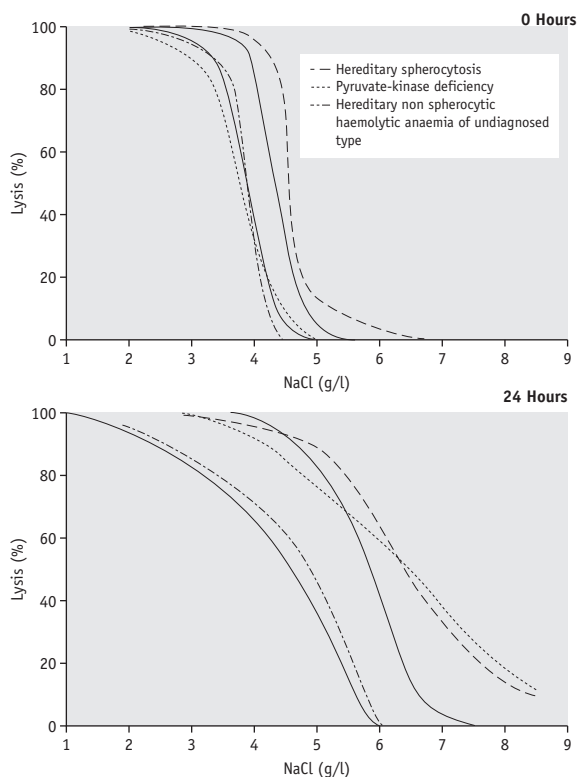 0 Hours
100
80
60
40
20
0
Lysis (%)
Hereditary spherocytosis
Pyruvate-kinase deficiency
Hereditary non spherocytic
haemolytic anaemia of undiagnosed
type
1 2 3 4 5 6 7 8 9
NaCl (g/l)
24 Hours
100
80
60
40
20
0
Lysis (%)
1 2 3 4 5 6 7 8 9
NaCl (g/l)